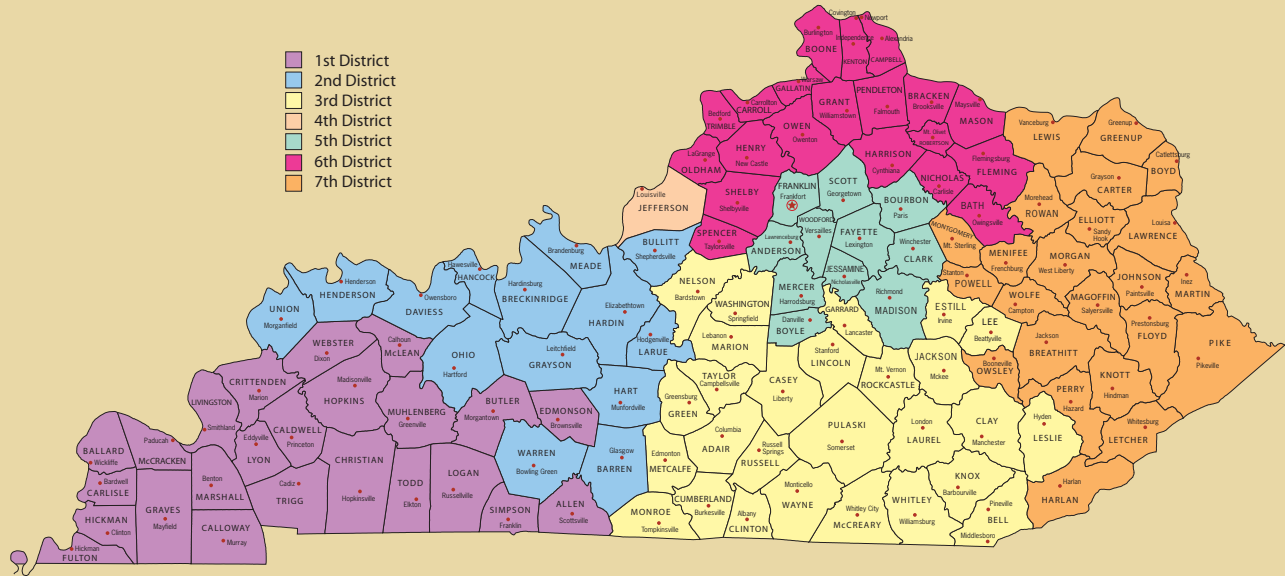 1st District
2nd District
3rd District
4th District
5th District
6th District
7th District
Covington
Newport
Burlington
Independence
Alexandria
BOONE
KENTON
CAMPBELL
Warsaw
GALLATIN
Carrollton
CARROLL
GRANT
Williamstown
PENDLETON
Falmouth
BRACKEN
Brooksville
Maysville
MASON
Bedford
TRIMBLE
OWEN
Owenton
Mt. Olivet
ROBERTSON
HENRY
New Castle
HARRISON
Cynthiana
Flemingsburg
FLEMING
LaGrange
OLDHAM
NICHOLAS
Carlisle
SHELBY
Shelbyville
BATH
Owingsville
SPENCER
Taylorsville
Vanceburg
LEWIS
Greenup
GREENUP
Catlettsburg
BOYD
Grayson
CARTER
Morehead
ROWAN
ELLIOTT
Sandy
Hook
Louisa
LAWRENCE
MONTGOMERY
Mt. Sterling
MENIFEE
Frenchburg
MORGAN
West Liberty
JOHNSON
Paintsville
Inez
MARTIN
Stanton
POWELL
WOLFE
Campton
MAGOFFIN
Salyersville
Prestonsburg
FLOYD
PIKE
Pikeville
Jackson
BREATHITT
Booneville
OWSLEY
KNOTT
Hindman
PERRY
Hazard
Whitesburg
LETCHER
Harlan
HARLAN
FRANKLIN
Frankfort
SCOTT
Georgetown
BOURBON
Paris
WOODFORD
Versailles
FAYETTE
Lexington
Winchester
CLARK
Lawrenceburg
ANDERSON
JESSAMINE
Nicholasville
MERCER
Harrodsburg
Richmond
MADISON
Danville
BOYLE
Louisville
JEFFERSON
BULLITT
Shepherdsville
Brandenburg
MEADE
Hawesville
HANCOCK
Hardinsburg
BRECKINRIDGE
Henderson
HENDERSON
Owensboro
DAVIESS
UNION
Morganfield
Elizabethtown
HARDIN
Hodgenville
LARUE
OHIO
Hartford
Leitchfield
GRAYSON
HART
Munfordville
WARREN
Bowling Green
Glasgow
BARREN
NELSON
Bardstown
WASHINGTON
Springfield
Lebanon
MARION
GARRARD
Lancaster
ESTILL
Irvine
LEE
Beattyville
Stanford
LINCOLN
Mt. Vernon
ROCKCASTLE
JACKSON
Mckee
TAYLOR
Campbellsville
CASEY
Liberty
Greensburg
GREEN
PULASKI
Somerset
London
LAUREL
CLAY
Manchester
Hyden
LESLIE
Columbia
ADAIR
Russell
Springs
RUSSELL
Edmonton
METCALFE
KNOX
Barbourville
Monticello
WAYNE
CUMBERLAND
Burkesville
MONROE
Tompkinsville
Albany
CLINTON
Whitley City
McCREARY
WHITLEY
Williamsburg
Pineville
BELL
Middlesboro
WEBSTER
Dixon
Calhoun
McLEAN
CRITTENDEN
Marion
Madisonville
HOPKINS
LIVINGSTON
Smithland
MUHLENBERG
Greenville
BUTLER
Morgantown
EDMONSON
Brownsville
CALDWELL
Princeton
Eddyville
LYON
CHRISTIAN
Hopkinsville
Cadiz
TRIGG
TODD
Elkton
LOGAN
Russellville
SIMPSON
Franklin
ALLEN
Scottsville
Paducah
McCRACKEN
BALLARD
Wickliffe
Bardwell
CARLISLE
Benton
MARSHALL
GRAVES
Mayfield
HICKMAN
Clinton
CALLOWAY
Murray
Hickman
FULTON